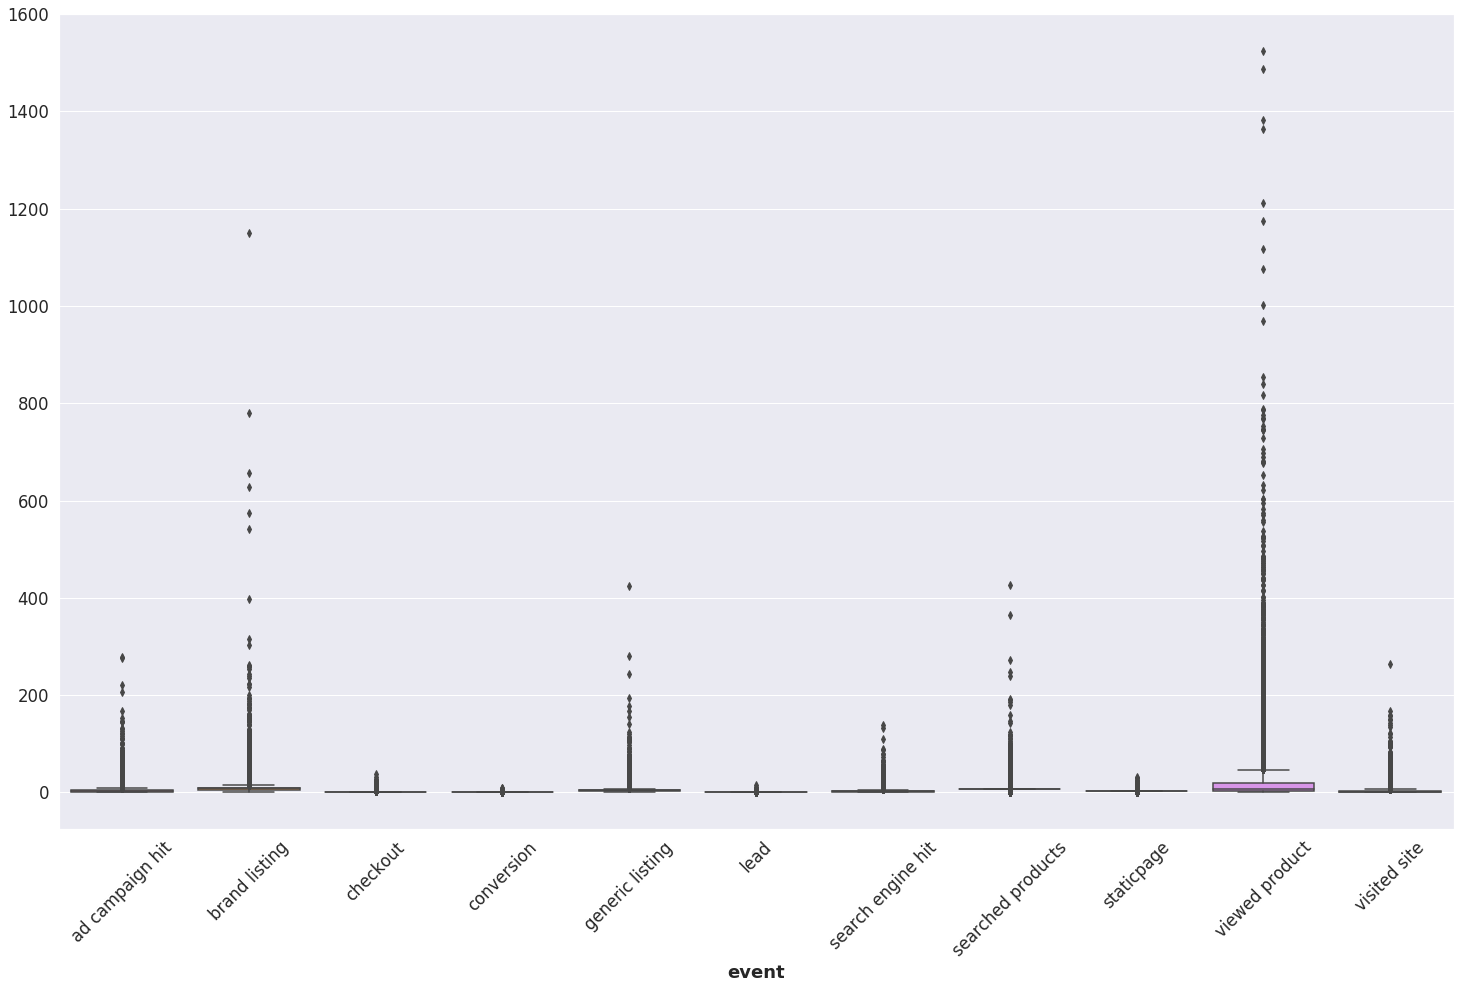 1600
1400
1200
1000
800
600
400
200
0
ad campaign hit
brand listing
checkout
conversion
generic listing
lead
search engine hit
searched products
staticpage
viewed product
visited site
event